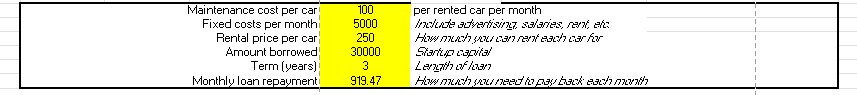 Maintenance cost per car 100 per rented car per month
Fixed costs per month 5000 Include advertising, salaries, rent, etc.
Rental price per car 250 How much you can rent each car for
Amount borrowed 30000 Startup capital
Term (years) 3 Length of loan
Monthly loan repayment 919.47 How much you need to pay back each month